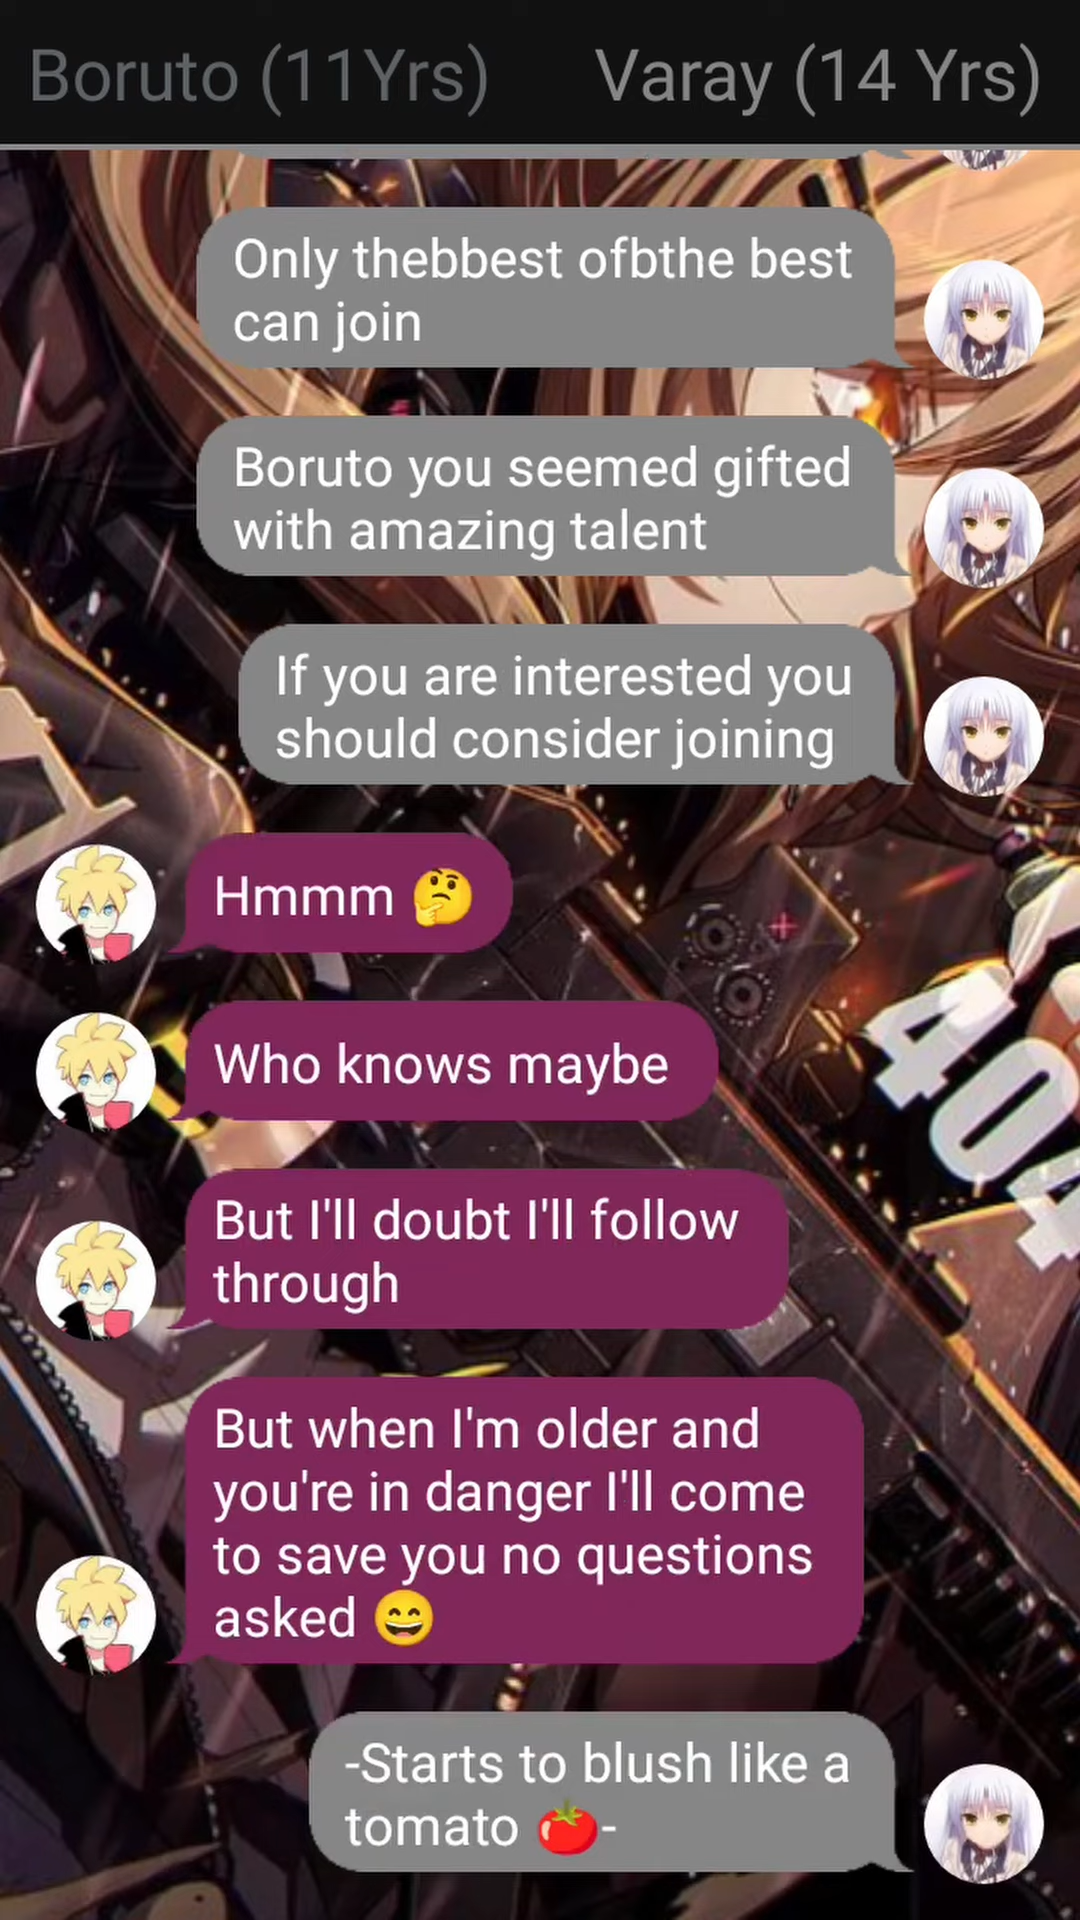 Boruto (11Yrs)
Varay (14 Yrs)
Only thebbest ofbthe best
can join
Boruto you seemed gifted
with amazing talent
If you are interested you
should consider joining
Hmmm 🤔
Who knows maybe
But I'll doubt I'll follow
through
404
But when I'm older and
you're in danger I'll come
to save you no questions
asked 😄
-Starts to blush like a
tomato 🍅-